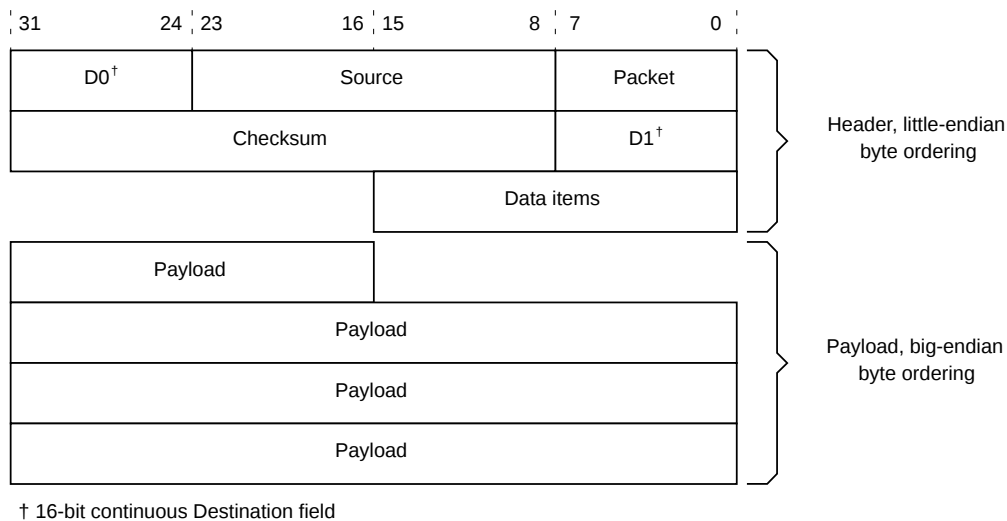 31 24 23 16 15 8 7 0
D0† Source Packet
Checksum D1†
Data items
Header, little-endian
byte ordering
Payload
Payload
Payload
Payload
Payload, big-endian
byte ordering
† 16-bit continuous Destination field